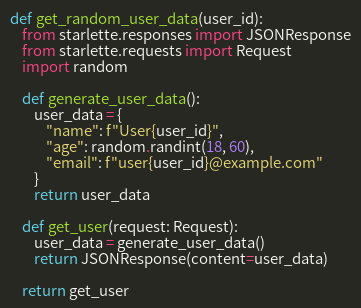 def get_random_user_data(user_id):
    from starlette.responses import JSONResponse
    from starlette.requests import Request
    import random

    def generate_user_data():
        user_data = {
            "name": f"User{user_id}",
            "age": random.randint(18, 60),
            "email": f"user{user_id}@example.com"
        }
        return user_data

    def get_user(request: Request):
        user_data = generate_user_data()
        return JSONResponse(content=user_data)

    return get_user